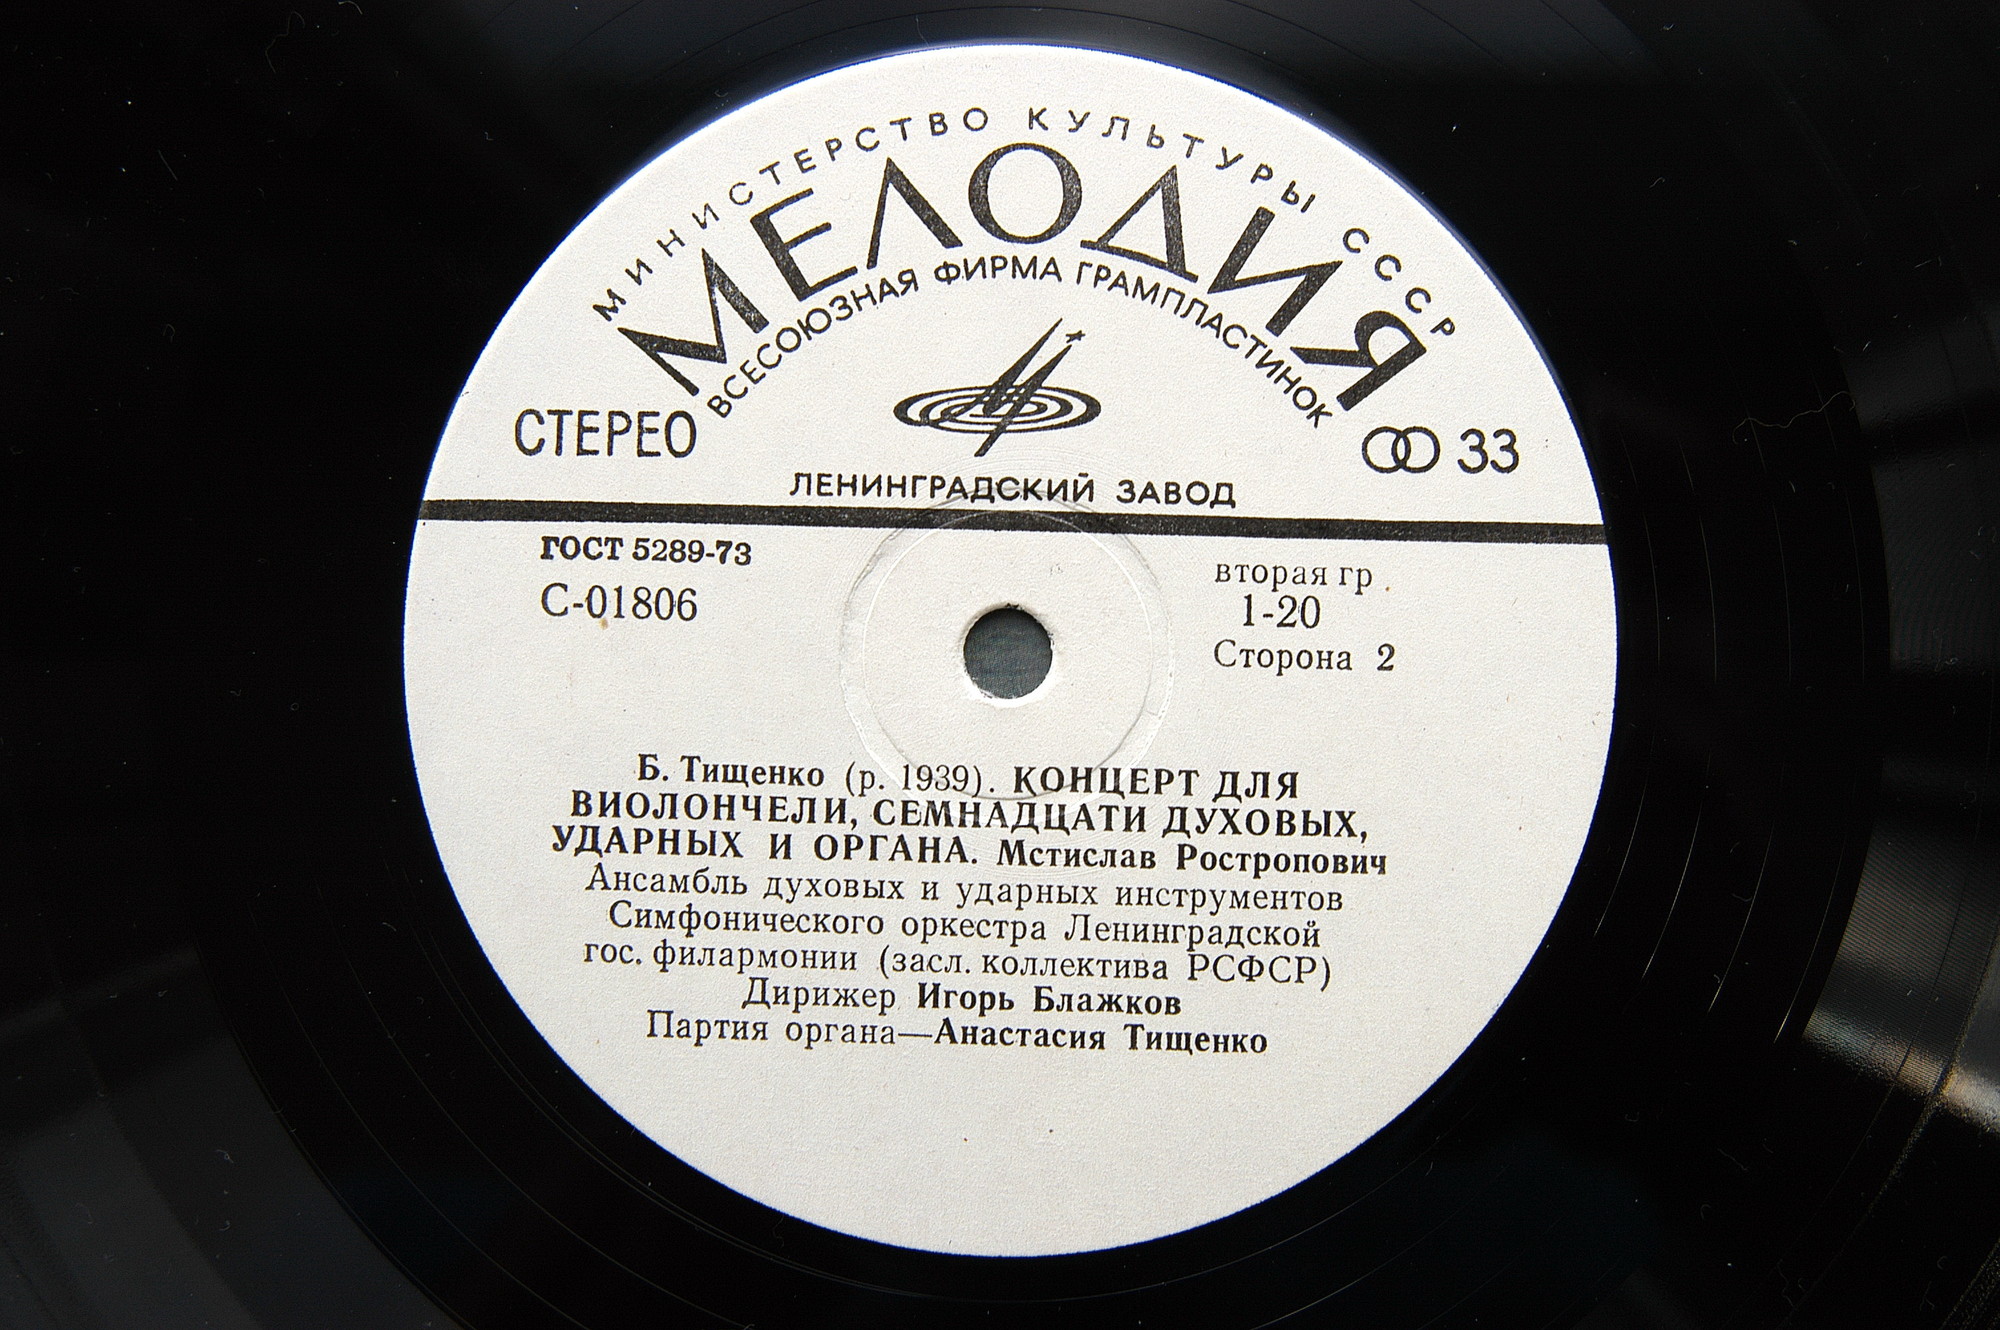 МИНИСТЕРСТВО КУЛЬТУРЫ СССР
МЕЛОДИЯ
ВСЕСОЮЗНАЯ ФИРМА ГРАМПЛАСТИНОК
СТЕРЕО
33
ЛЕНИНГРАДСКИЙ ЗАВОД
ГОСТ 5289-73
С-01806
вторая гр.
1-20
Сторона 2
Б. Тищенко (р. 1939). КОНЦЕРТ ДЛЯ
ВИОЛОНЧЕЛИ, СЕМНАДЦАТИ ДУХОВЫХ,
УДАРНЫХ И ОРГАНА. Мстислав Ростропович
Ансамбль духовых и ударных инструментов
Симфонического оркестра Ленинградской
гос. филармонии (засл. коллектива РСФСР)
Дирижер Игорь Блажков
Партия органа—Анастасия Тищенко